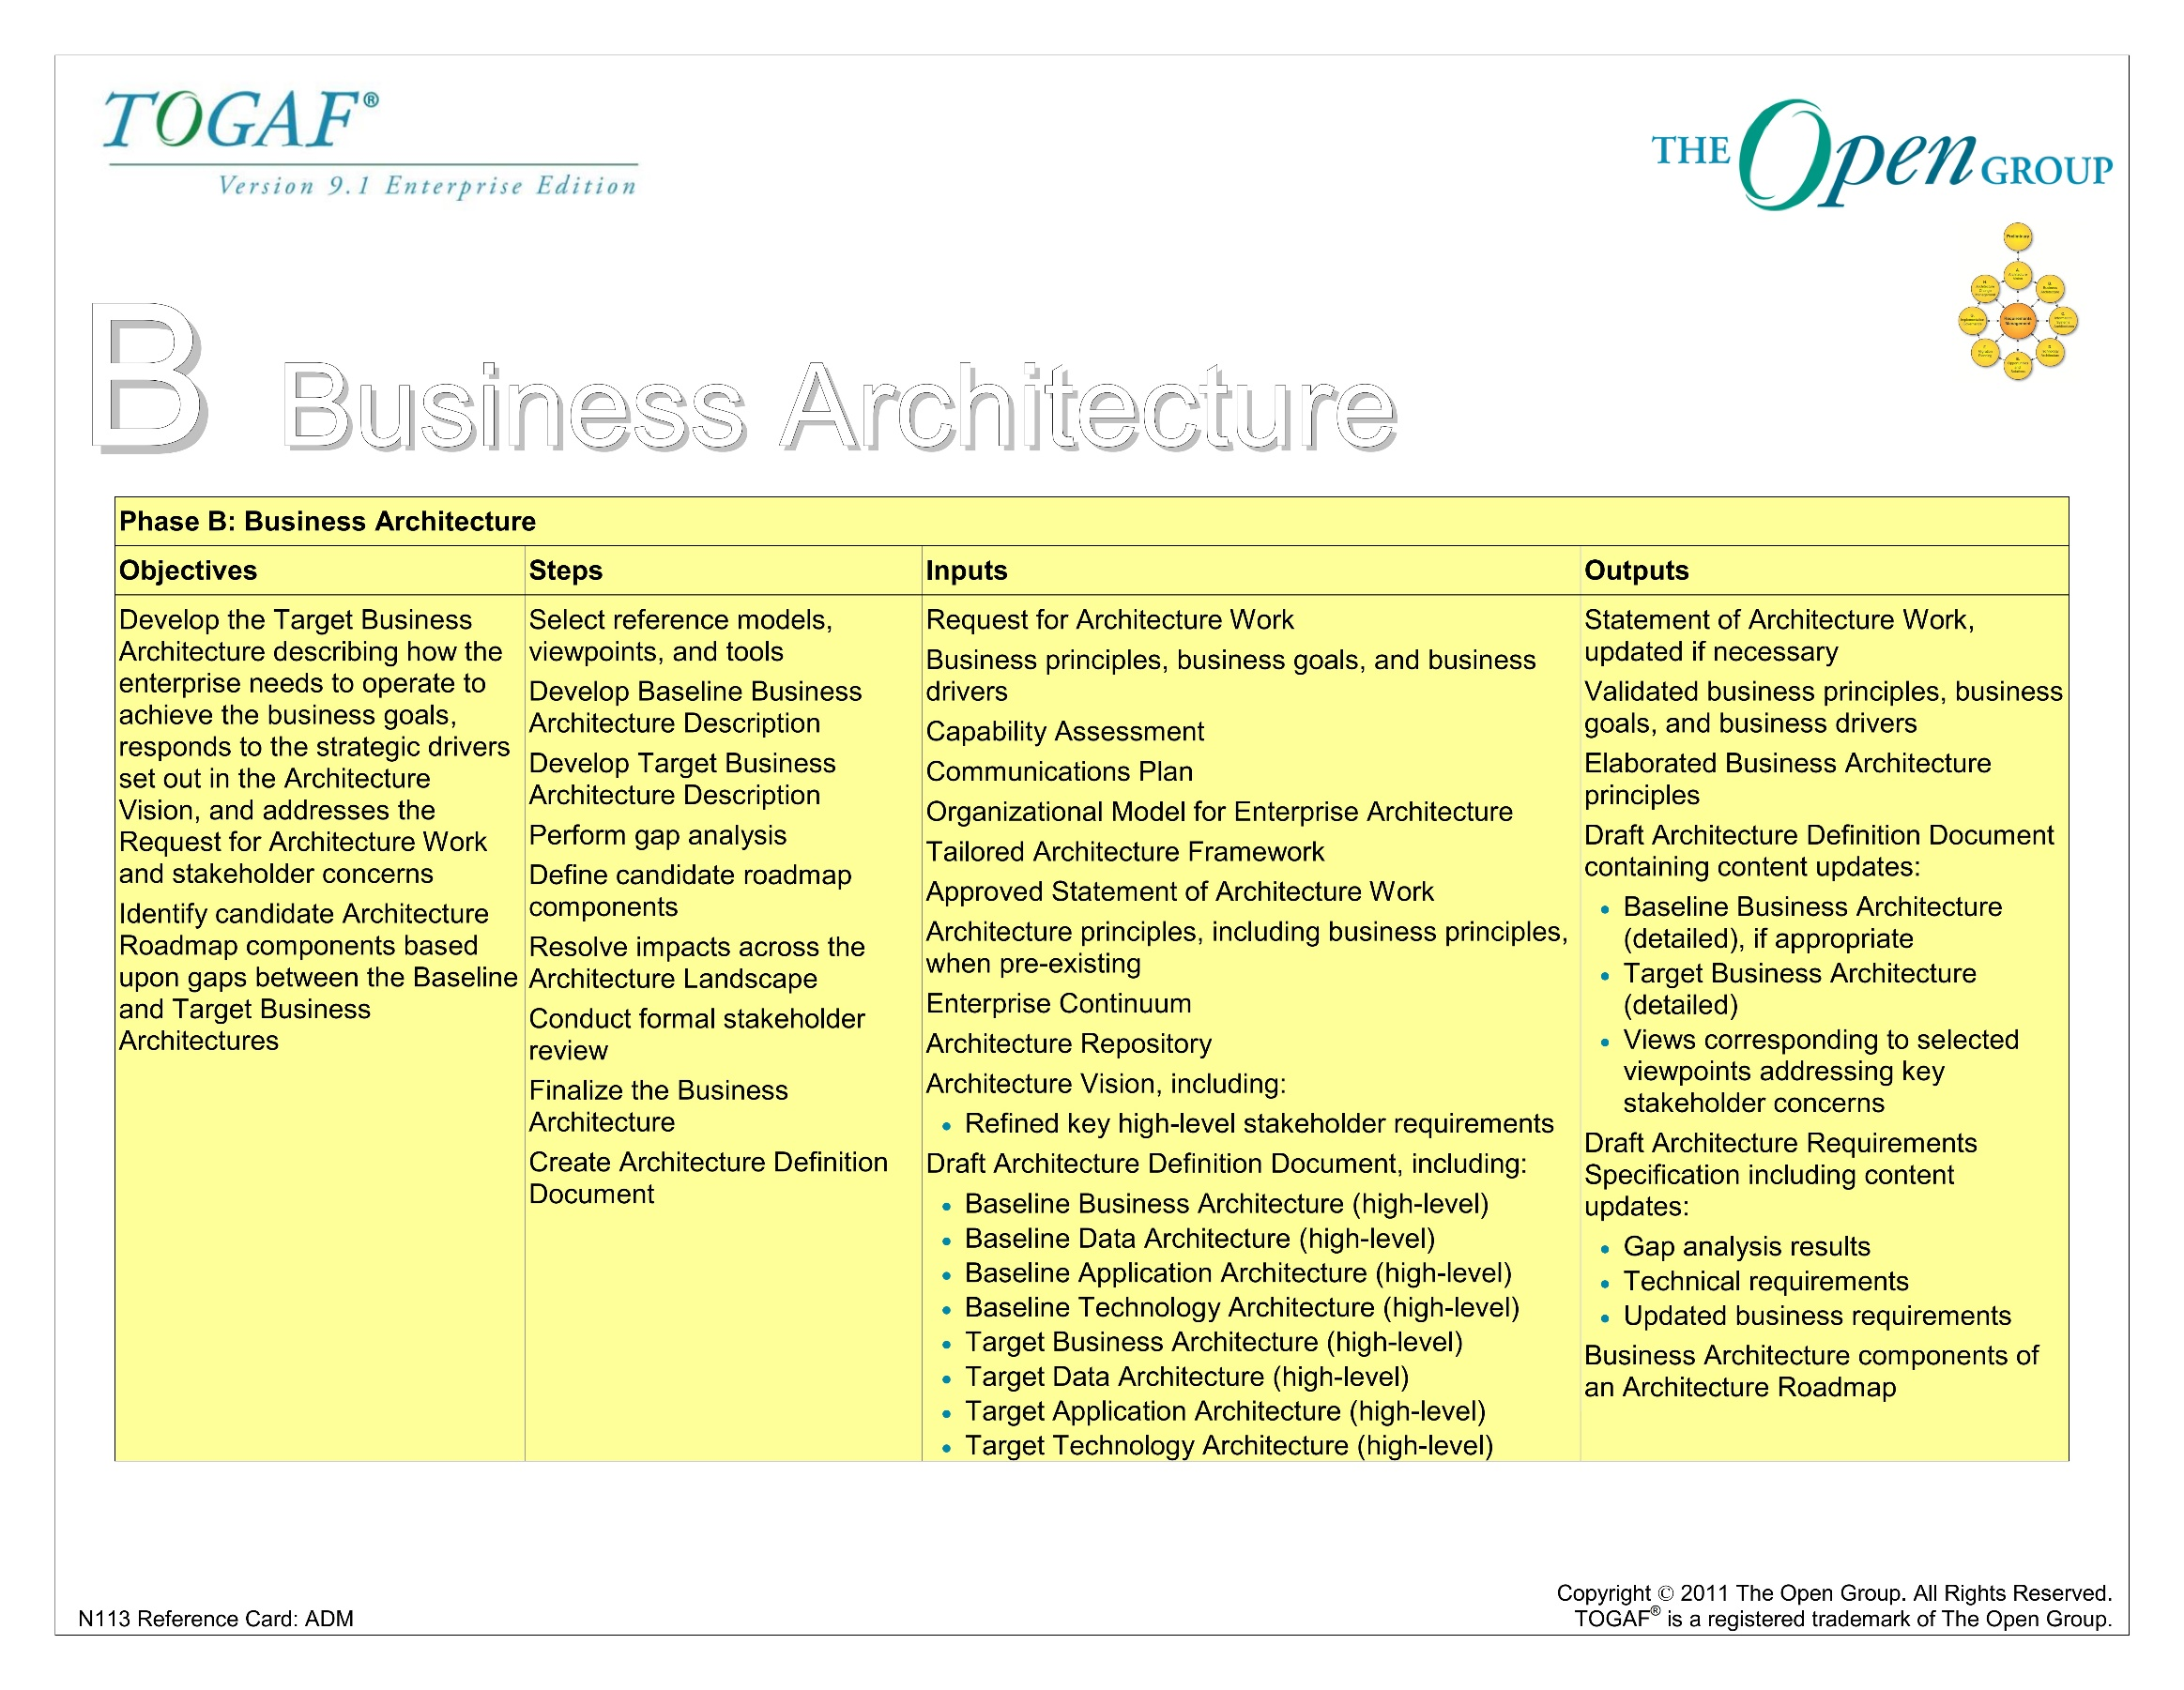 TOGAF®
Version 9.1 Enterprise Edition
THE Open GROUP
Preliminary
B Business Architecture
Phase B: Business Architecture
Objectives
Develop the Target Business
Architecture describing how the
enterprise needs to operate to
achieve the business goals,
responds to the strategic drivers
set out in the Architecture
Vision, and addresses the
Request for Architecture Work
and stakeholder concerns
Identify candidate Architecture
Roadmap components based
upon gaps between the Baseline
and Target Business
Architectures
Steps
Select reference models,
viewpoints, and tools
Develop Baseline Business
Architecture Description
Develop Target Business
Architecture Description
Perform gap analysis
Define candidate roadmap
components
Resolve impacts across the
Architecture Landscape
Conduct formal stakeholder
review
Finalize the Business
Architecture
Create Architecture Definition
Document
Inputs
Request for Architecture Work
Business principles, business goals, and business
drivers
Capability Assessment
Communications Plan
Organizational Model for Enterprise Architecture
Tailored Architecture Framework
Approved Statement of Architecture Work
Architecture principles, including business principles,
when pre-existing
Enterprise Continuum
Architecture Repository
Architecture Vision, including:
• Refined key high-level stakeholder requirements
Draft Architecture Definition Document, including:
• Baseline Business Architecture (high-level)
• Baseline Data Architecture (high-level)
• Baseline Application Architecture (high-level)
• Baseline Technology Architecture (high-level)
• Target Business Architecture (high-level)
• Target Data Architecture (high-level)
• Target Application Architecture (high-level)
• Target Technology Architecture (high-level)
Outputs
Statement of Architecture Work,
updated if necessary
Validated business principles, business
goals, and business drivers
Elaborated Business Architecture
principles
Draft Architecture Definition Document
containing content updates:
• Baseline Business Architecture
(detailed), if appropriate
• Target Business Architecture
(detailed)
• Views corresponding to selected
viewpoints addressing key
stakeholder concerns
Draft Architecture Requirements
Specification including content
updates:
• Gap analysis results
• Technical requirements
• Updated business requirements
Business Architecture components of
an Architecture Roadmap
N113 Reference Card: ADM
Copyright © 2011 The Open Group. All Rights Reserved.
TOGAF® is a registered trademark of The Open Group.